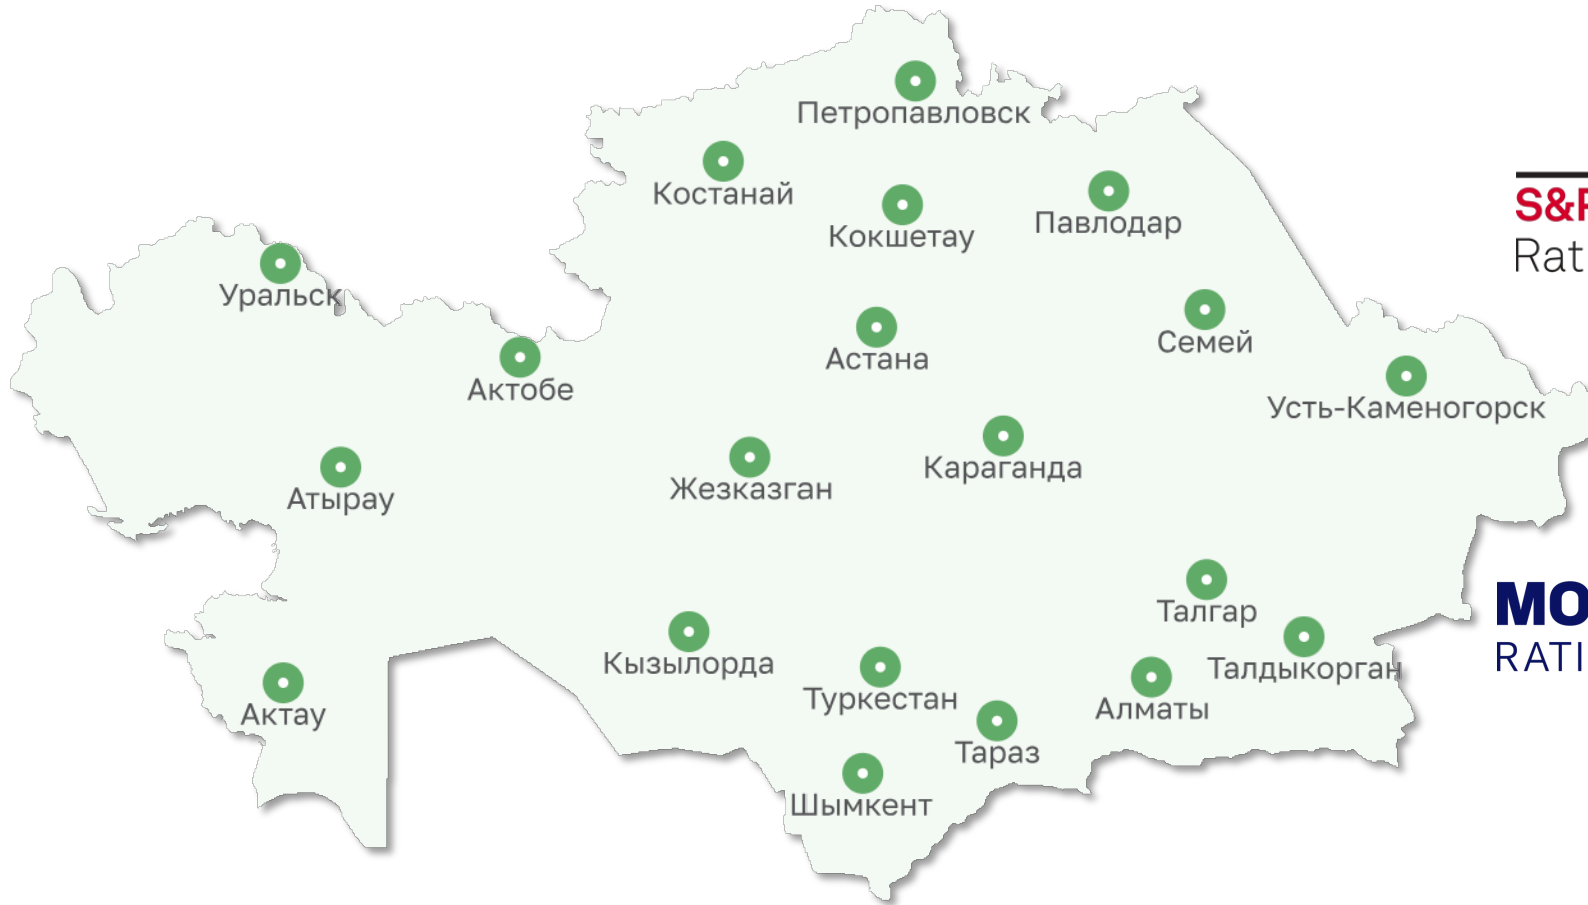 Петропавловск
Костанай
Кокшетау
Павлодар
Уральск
Астана
Семей
Актобе
Усть-Каменогорск
Атырау
Жезказган
Караганда
Талгар
Кызылорда
Туркестан
Талдыкорган
Актау
Алматы
Тараз
Шымкент